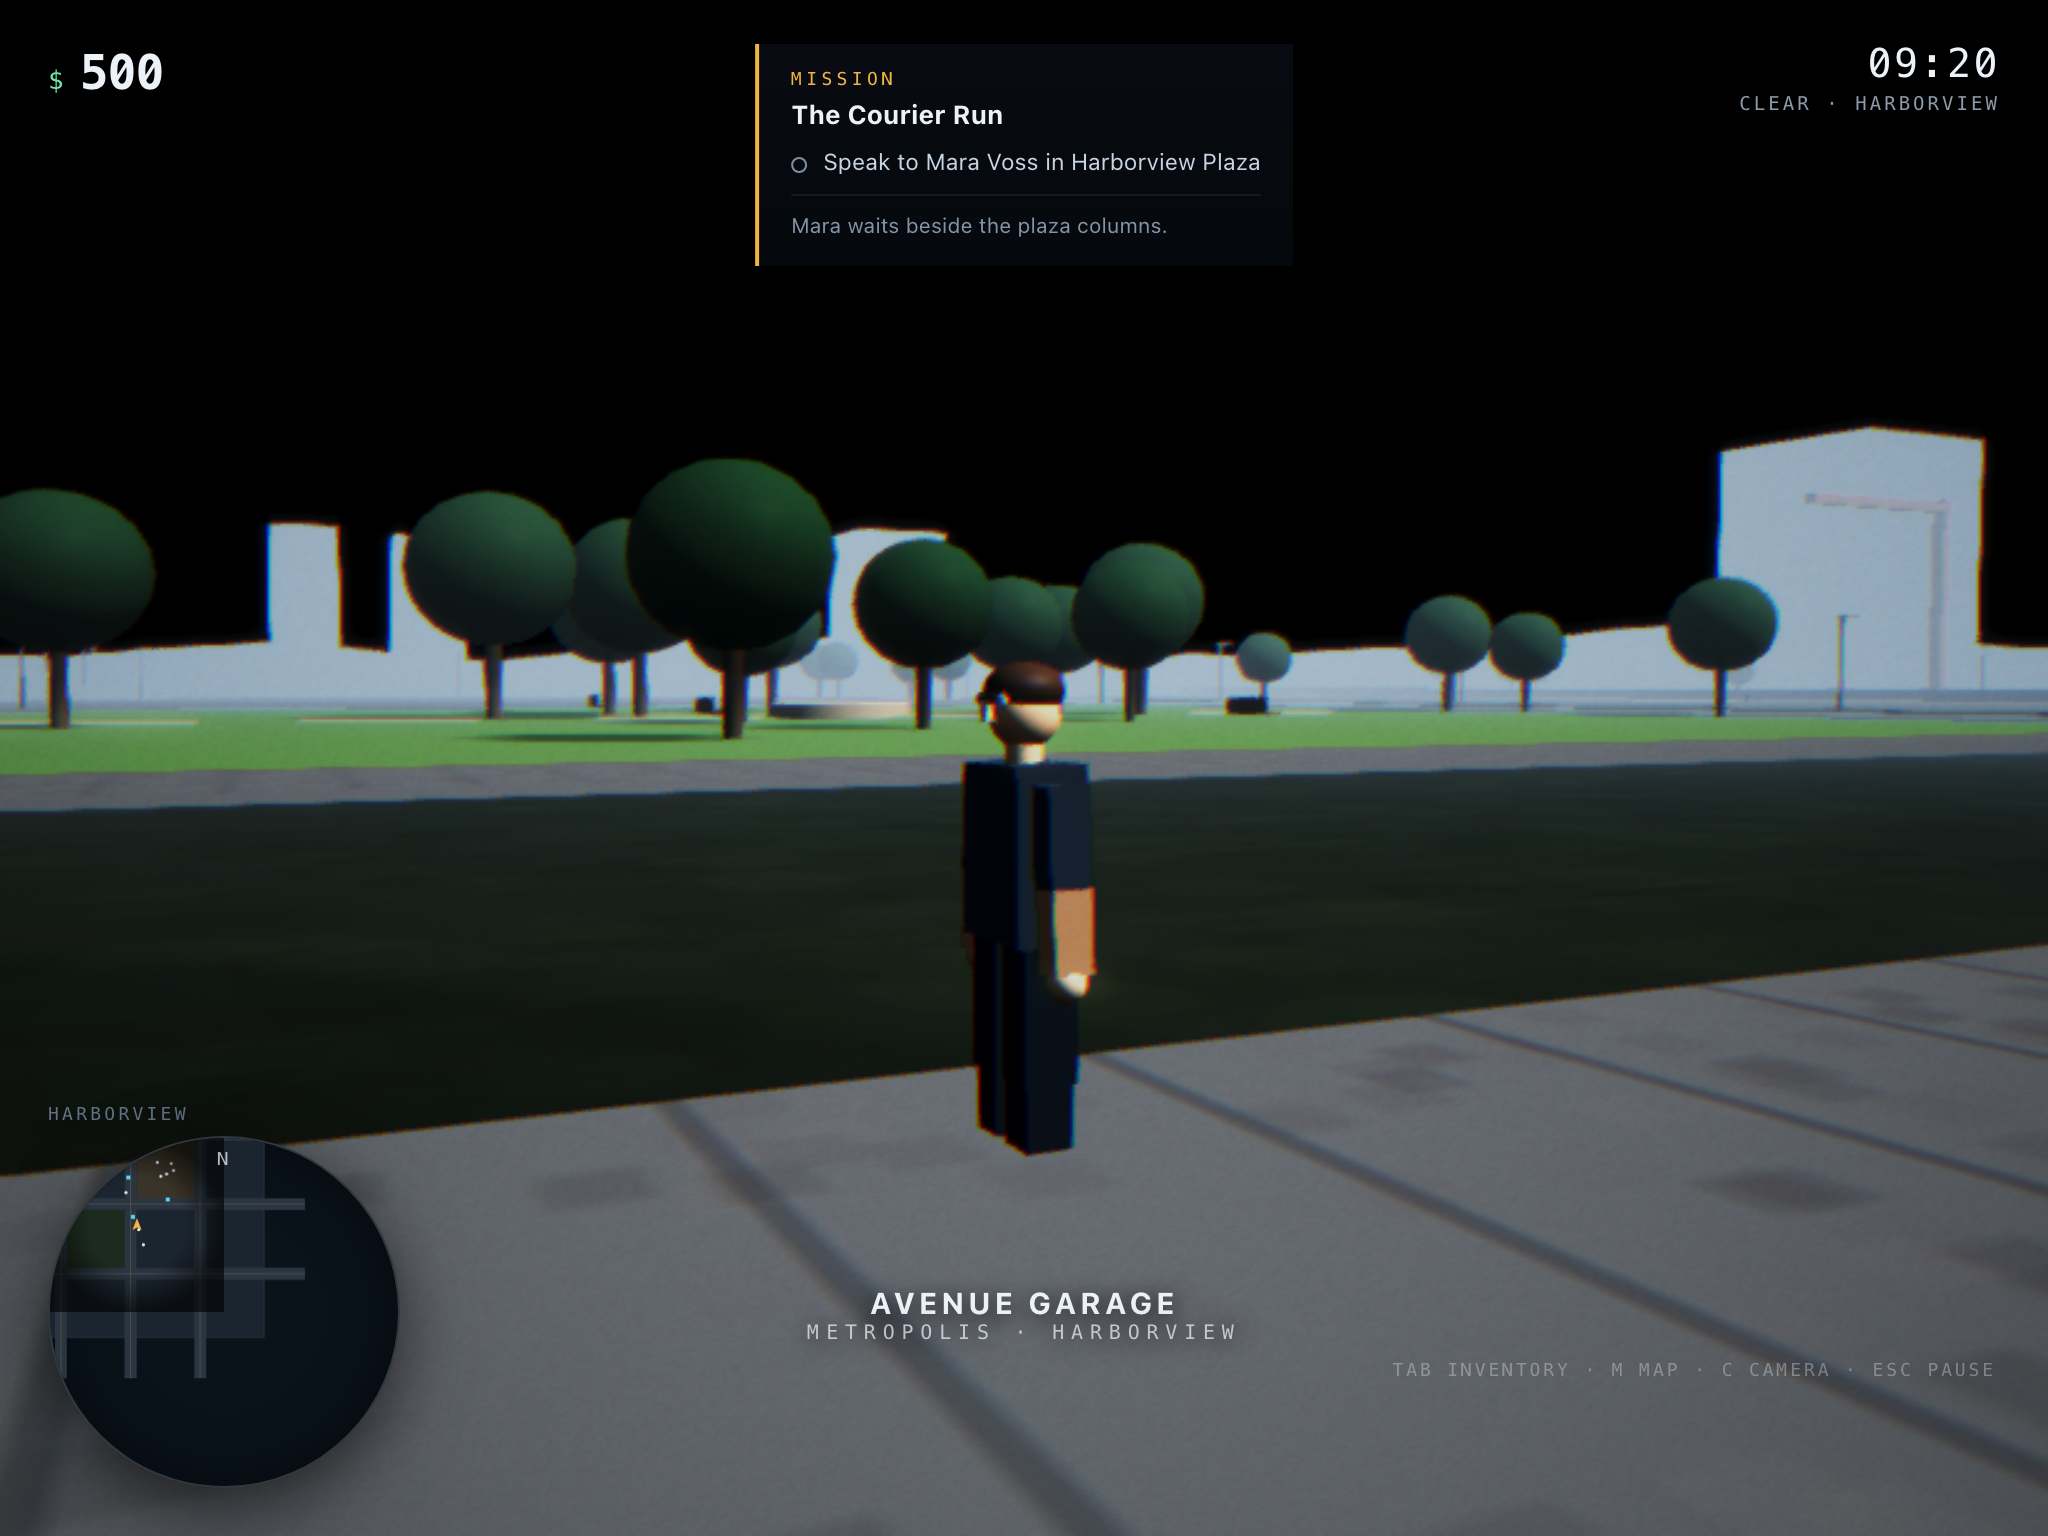 $ 500
MISSION
The Courier Run
Speak to Mara Voss in Harborview Plaza
Mara waits beside the plaza columns.
09:20
CLEAR · HARBORVIEW
HARBORVIEW
N
AVENUE GARAGE
METROPOLIS · HARBORVIEW
TAB INVENTORY · M MAP · C CAMERA · ESC PAUSE